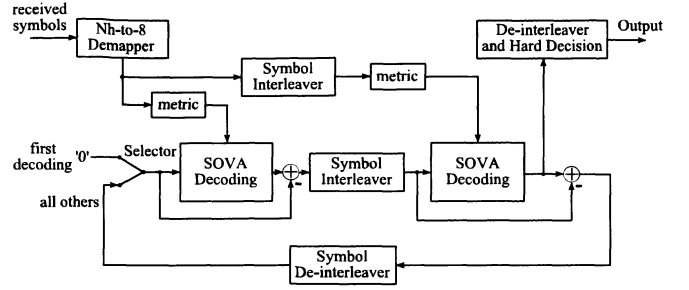 received
symbols
Nh-to-8
Demapper
De-interleaver
and Hard Decision
Output
Symbol
Interleaver
metric
metric
first
decoding '0'
Selector
all others
SOVA
Decoding
-
Symbol
Interleaver
SOVA
Decoding
-
Symbol
De-interleaver